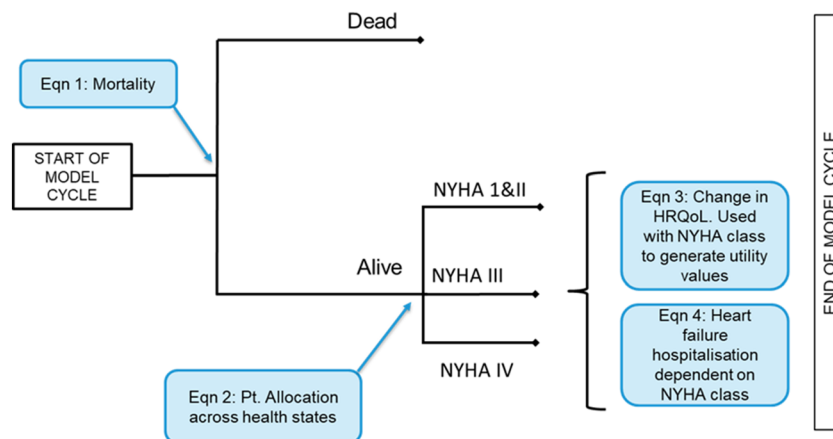 Dead
Eqn 1: Mortality
START OF
MODEL
CYCLE
NYHA 1&II
Alive
NYHA III
NYHA IV
Eqn 2: Pt. Allocation
across health states
Eqn 3: Change in
HRQoL. Used
with NYHA class
to generate utility
values
Eqn 4: Heart
failure
hospitalisation
dependent on
NYHA class
END OF MODEL CYCLE